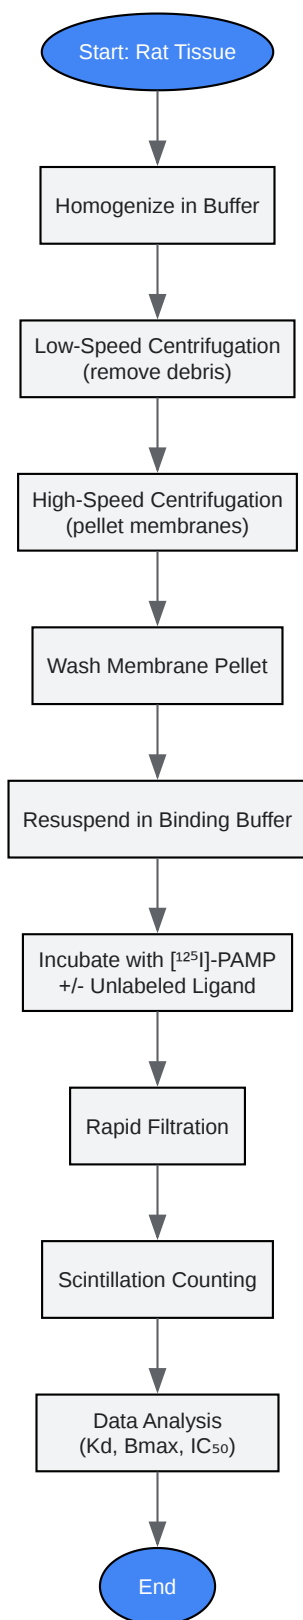 Start: Rat Tissue
Homogenize in Buffer
Low-Speed Centrifugation
(remove debris)
High-Speed Centrifugation
(pellet membranes)
Wash Membrane Pellet
Resuspend in Binding Buffer
Incubate with [¹²⁵I]-PAMP
+/- Unlabeled Ligand
Rapid Filtration
Scintillation Counting
Data Analysis
(Kd, Bmax, IC₅₀)
End